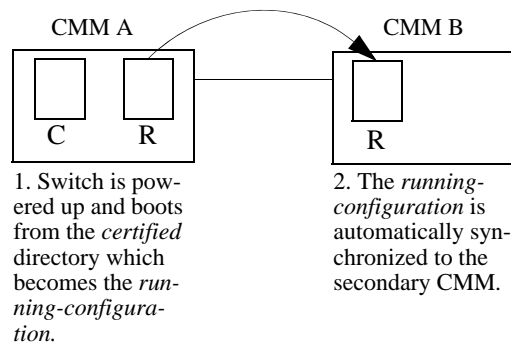 CMM A
CMM B
C
R
R
1. Switch is pow-
ered up and boots
from the certified
directory which
becomes the run-
ning-configura-
tion.
2. The running-
configuration is
automatically syn-
chronized to the
secondary CMM.